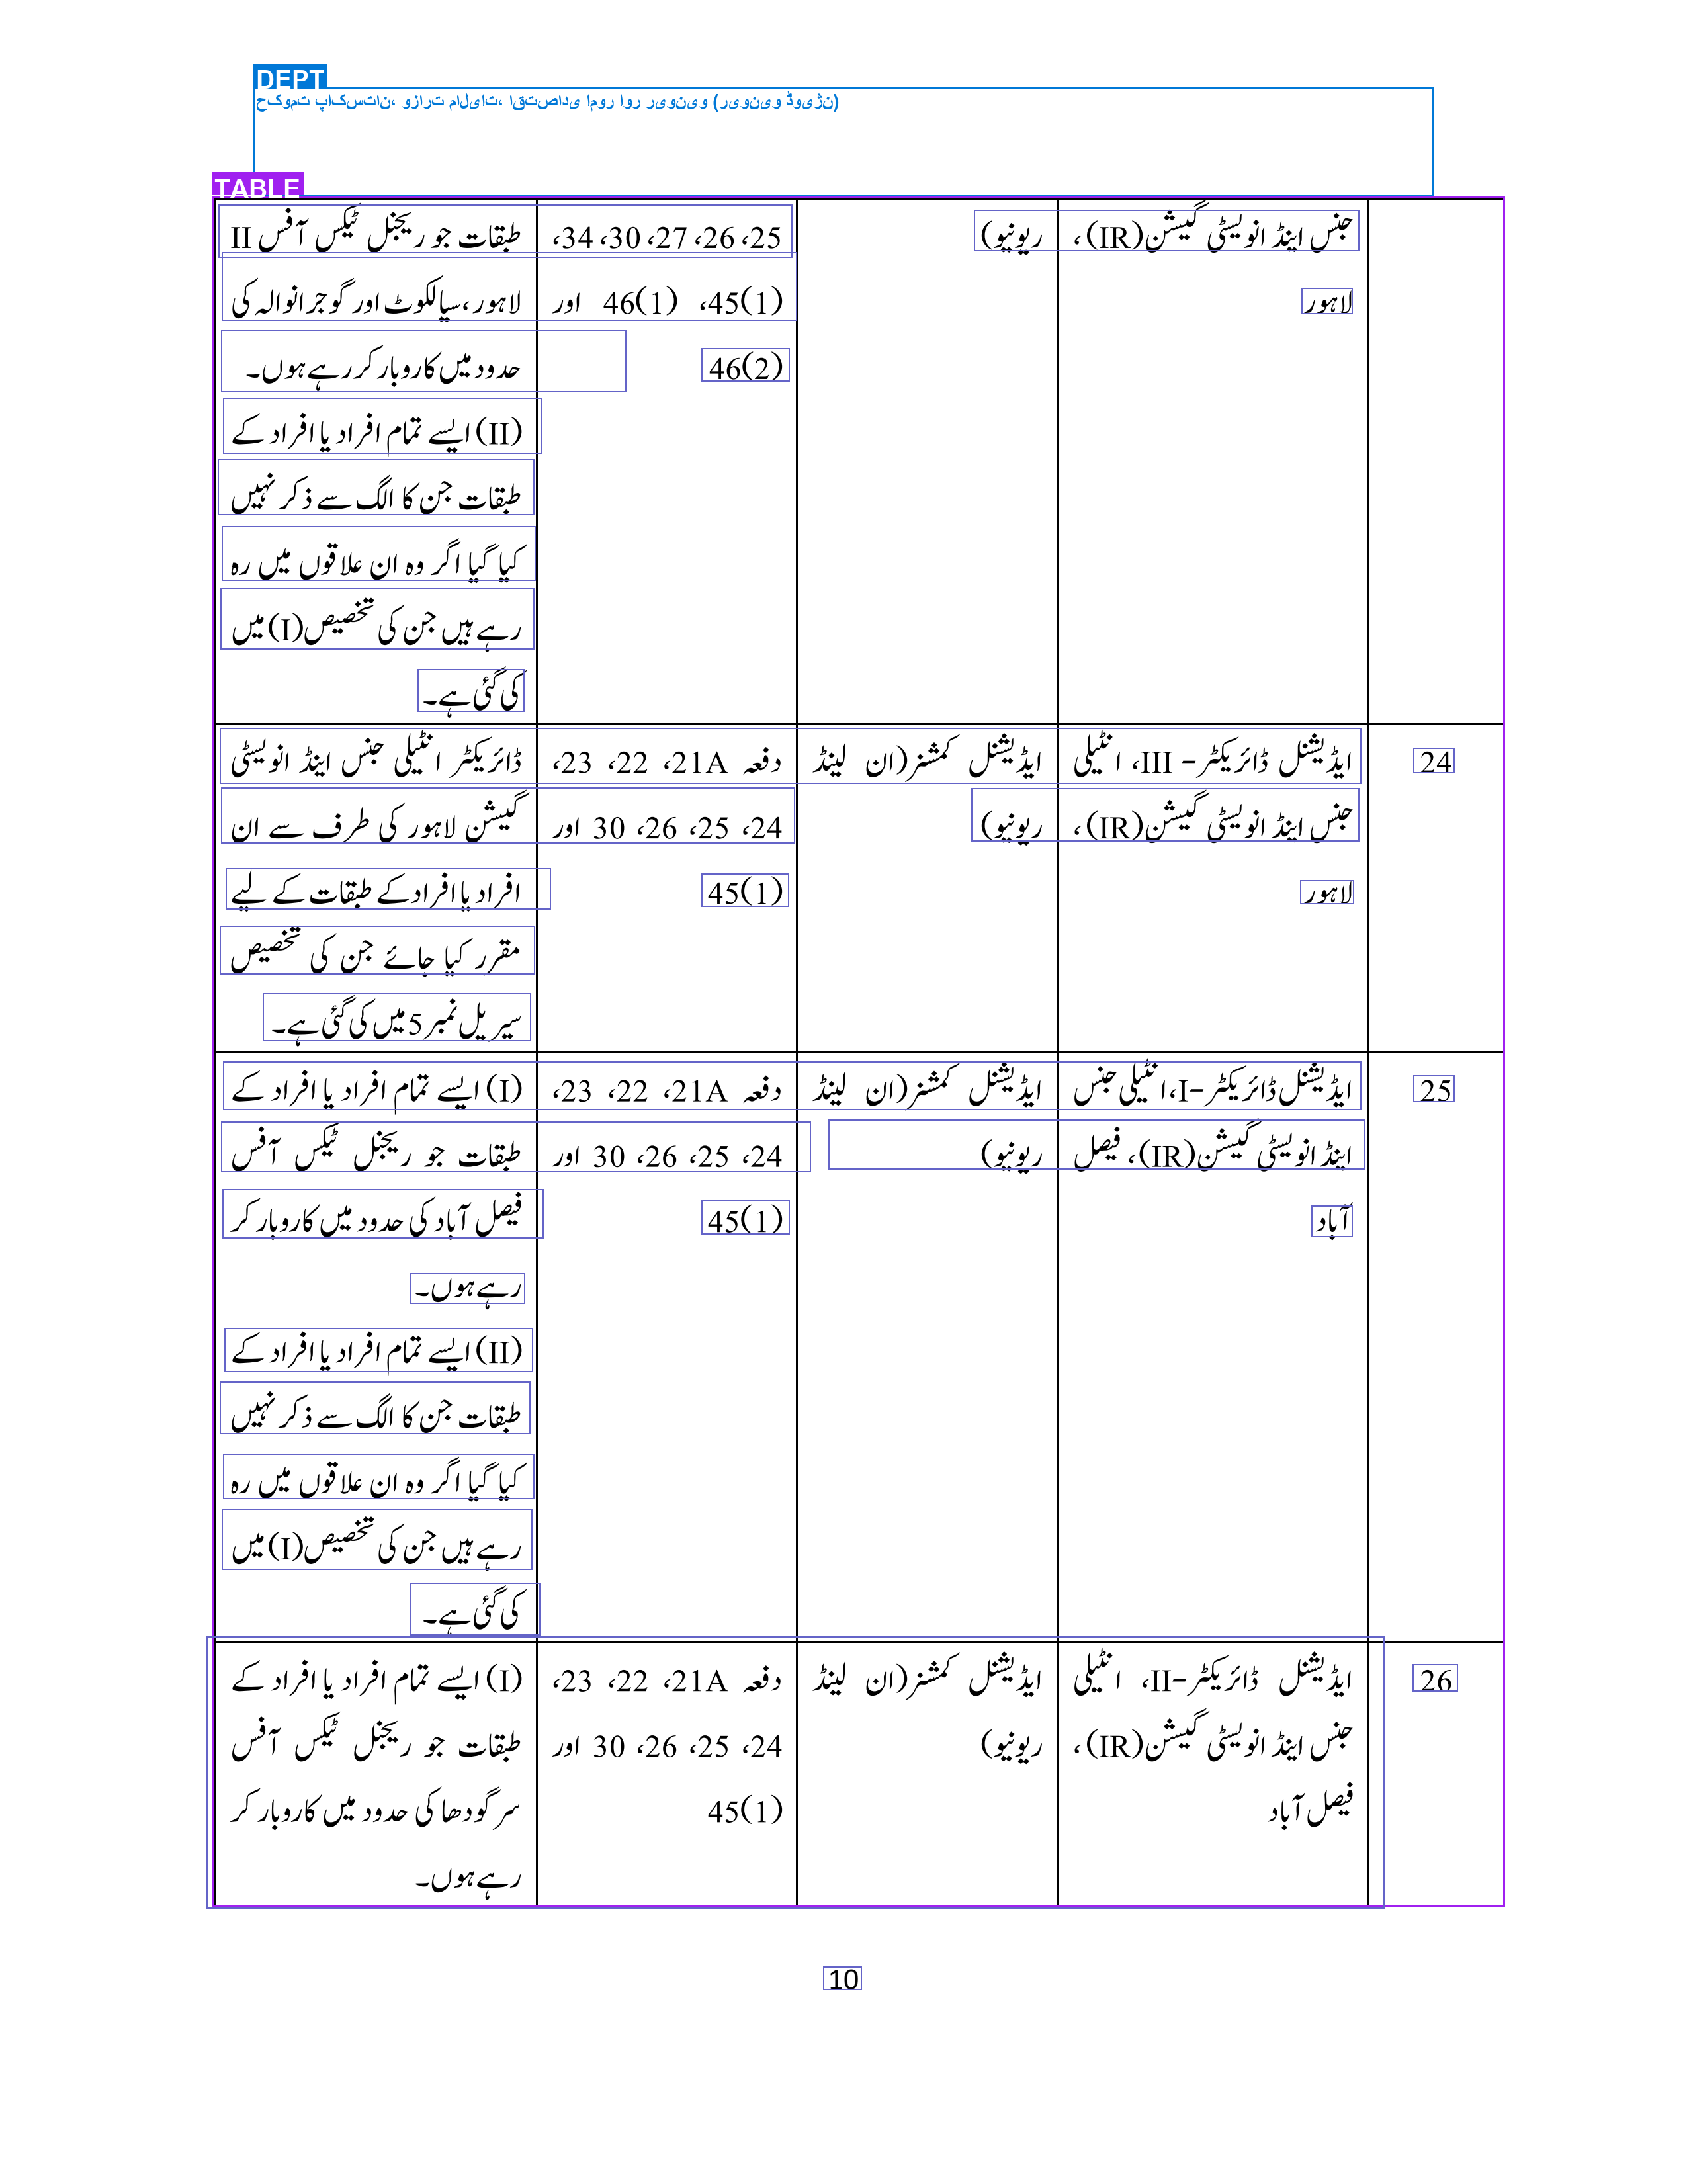 DEPT
حکومت پاکستان، وزارت مالیات، اقتصادی امور اور ریونیو (ریونیو ڈویژن)
TABLE
جنس اینڈ انویسٹی گیشن(IR)، ریونیو) 25، 26، 27، 30، 34، طبقات جو ریجنل ٹیکس آفس II
لاہور 45(1)، 46(1) اور لاہور، سیالکوٹ اور گوجرانوالہ کی
46(2) حدود میں کاروبار کر رہے ہوں۔
(II) ایسے تمام افراد یا افراد کے
طبقات جن کا الگ سے ذکر نہیں
کیا گیا اگر وہ ان علاقوں میں رہ
رہے ہیں جن کی تخصیص(I) میں
کی گئی ہے۔
24 ایڈیشنل ڈائریکٹر- III، انٹیلی ایڈیشنل کمشنر(ان لینڈ دفعہ 21A، 22، 23، ڈائریکٹر انٹیلی جنس اینڈ انویسٹی
جنس اینڈ انویسٹی گیشن(IR)، ریونیو) 24، 25، 26، 30 اور گیشن لاہور کی طرف سے ان
لاہور 45(1) افراد یا افراد کے طبقات کے لیے
مقرر کیا جائے جن کی تخصیص
سیریل نمبر 5 میں کی گئی ہے۔
25 ایڈیشنل ڈائریکٹر-I، انٹیلی جنس ایڈیشنل کمشنر(ان لینڈ دفعہ 21A، 22، 23، (I) ایسے تمام افراد یا افراد کے
اینڈ انویسٹی گیشن(IR)، فیصل ریونیو) 24، 25، 26، 30 اور طبقات جو ریجنل ٹیکس آفس
آباد 45(1) فیصل آباد کی حدود میں کاروبار کر
رہے ہوں۔
(II) ایسے تمام افراد یا افراد کے
طبقات جن کا الگ سے ذکر نہیں
کیا گیا اگر وہ ان علاقوں میں رہ
رہے ہیں جن کی تخصیص(I) میں
کی گئی ہے۔
26 ایڈیشنل ڈائریکٹر-II، انٹیلی ایڈیشنل کمشنر(ان لینڈ دفعہ 21A، 22، 23، (I) ایسے تمام افراد یا افراد کے
جنس اینڈ انویسٹی گیشن(IR)، ریونیو) 24، 25، 26، 30 اور طبقات جو ریجنل ٹیکس آفس
فیصل آباد 45(1) سرگودھا کی حدود میں کاروبار کر
رہے ہوں۔
10